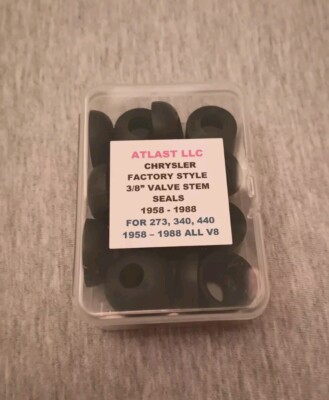 ATLAST LLC
CHRYSLER
FACTORY STYLE
3/8" VALVE STEM
SEALS
1958 - 1988
FOR 273, 340, 440
1958 – 1988 ALL V8